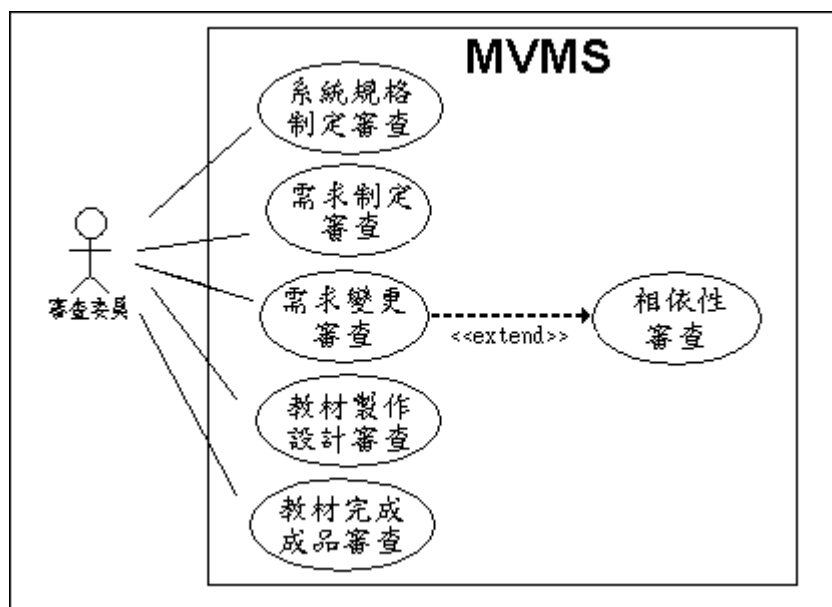 MVMS
系統規格
制定審查
需求制定
審查
審查委員
需求變更
審查
<<extend>>
相依性
審查
教材製作
設計審查
教材完成
成品審查